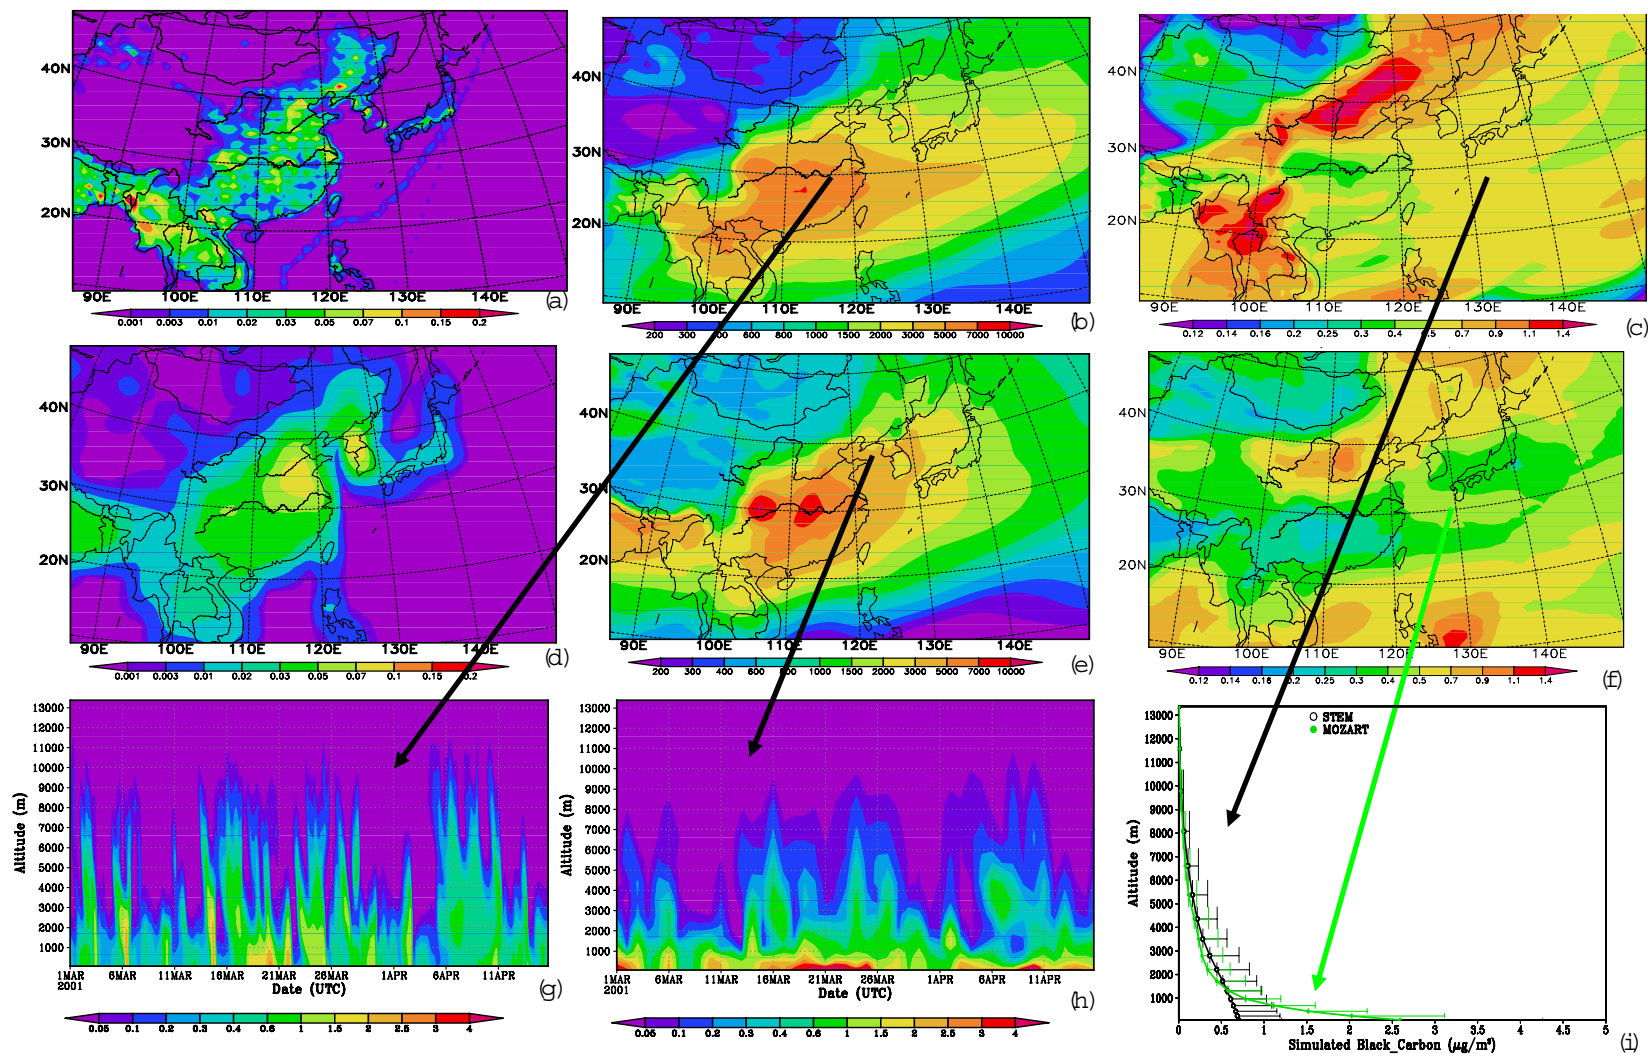 40N
30N
20N
90E 100E 110E 120E 130E 140E
(a)
0.001 0.003 0.01 0.02 0.03 0.05 0.07 0.1 0.15 0.2
40N
30N
20N
90E 100E 110E 120E 130E 140E
(b)
200 300 400 600 800 1000 1500 2000 3000 5000 7000 10000
40N
30N
20N
90E 100E 110E 120E 130E 140E
(c)
0.12 0.14 0.16 0.2 0.25 0.3 0.4 0.5 0.7 0.9 1.1 1.4
40N
30N
20N
90E 100E 110E 120E 130E 140E
(d)
0.001 0.003 0.01 0.02 0.03 0.05 0.07 0.1 0.15 0.2
40N
30N
20N
90E 100E 110E 120E 130E 140E
(e)
200 300 400 600 800 1000 1500 2000 3000 5000 7000 10000
40N
30N
20N
90E 100E 110E 120E 130E 140E
(f)
0.12 0.14 0.16 0.2 0.25 0.3 0.4 0.5 0.7 0.9 1.1 1.4
Altitude (m)
13000
12000
11000
10000
9000
8000
7000
6000
5000
4000
3000
2000
1000
1MAR 6MAR 11MAR 16MAR 21MAR 26MAR 1APR 6APR 11APR
2001
Date (UTC)
(g)
0.05 0.1 0.2 0.3 0.4 0.6 1 1.5 2 2.5 3 4
Altitude (m)
13000
12000
11000
10000
9000
8000
7000
6000
5000
4000
3000
2000
1000
1MAR 6MAR 11MAR 16MAR 21MAR 26MAR 1APR 6APR 11APR
2001
Date (UTC)
(h)
0.05 0.1 0.2 0.3 0.4 0.6 1 1.5 2 2.5 3 4
STEM
MOZART
Altitude (m)
13000
12000
11000
10000
9000
8000
7000
6000
5000
4000
3000
2000
1000
0 0.5 1 1.5 2 2.5 3 3.5 4 4.5 5
Simulated Black_Carbon (μg/m³)
(i)